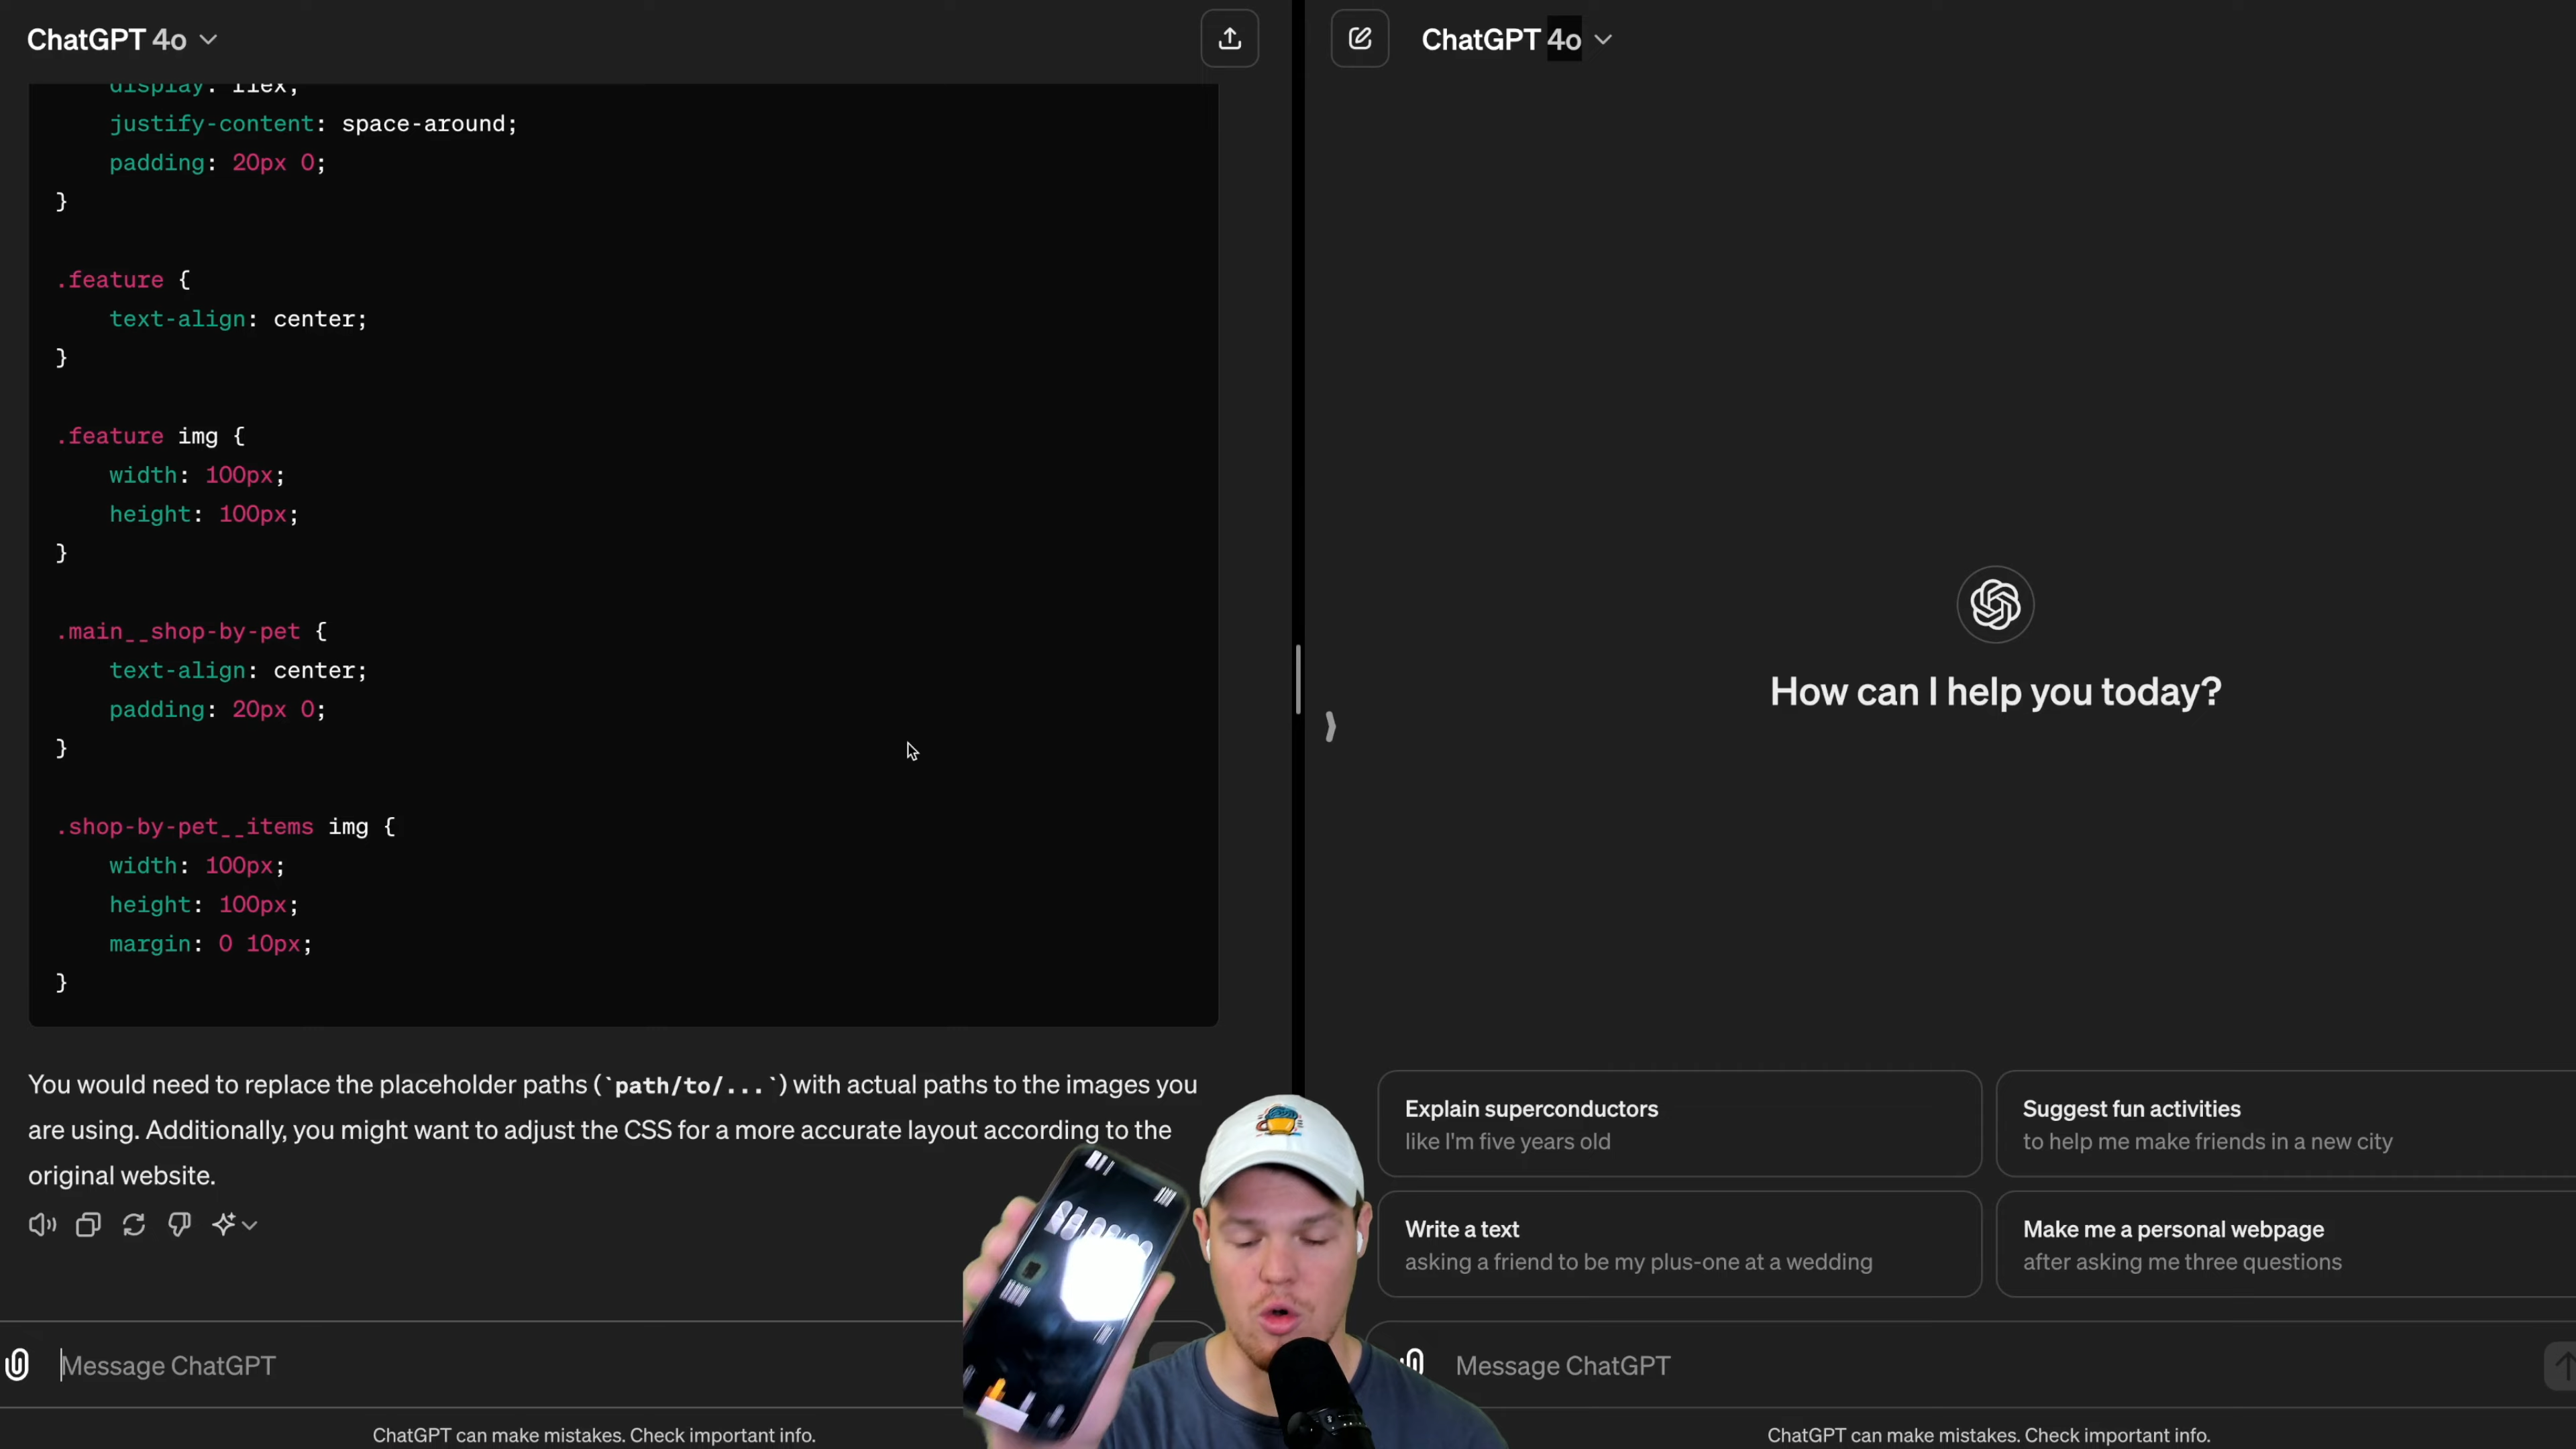 ChatGPT 4o
display: flex;
justify-content: space-around;
padding: 20px 0;
}
.feature {
text-align: center;
}
.feature img {
width: 100px;
height: 100px;
}
.main__shop-by-pet {
text-align: center;
padding: 20px 0;
}
.shop-by-pet__items img {
width: 100px;
height: 100px;
margin: 0 10px;
}
You would need to replace the placeholder paths (`path/to/...`) with actual paths to the images you
are using. Additionally, you might want to adjust the CSS for a more accurate layout according to the
original website.
Message ChatGPT
ChatGPT can make mistakes. Check important info.
ChatGPT 4o
How can I help you today?
Explain superconductors
like I'm five years old
Suggest fun activities
to help me make friends in a new city
Write a text
asking a friend to be my plus-one at a wedding
Make me a personal webpage
after asking me three questions
Message ChatGPT
ChatGPT can make mistakes. Check important info.